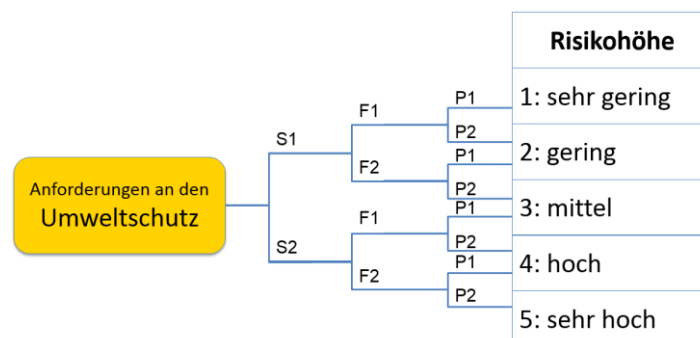 Risikohöhe
1: sehr gering
2: gering
3: mittel
4: hoch
5: sehr hoch
Anforderungen an den
Umweltschutz
S1
S2
F1
F2
F1
F2
P1
P2
P1
P2
P1
P2
P1
P2